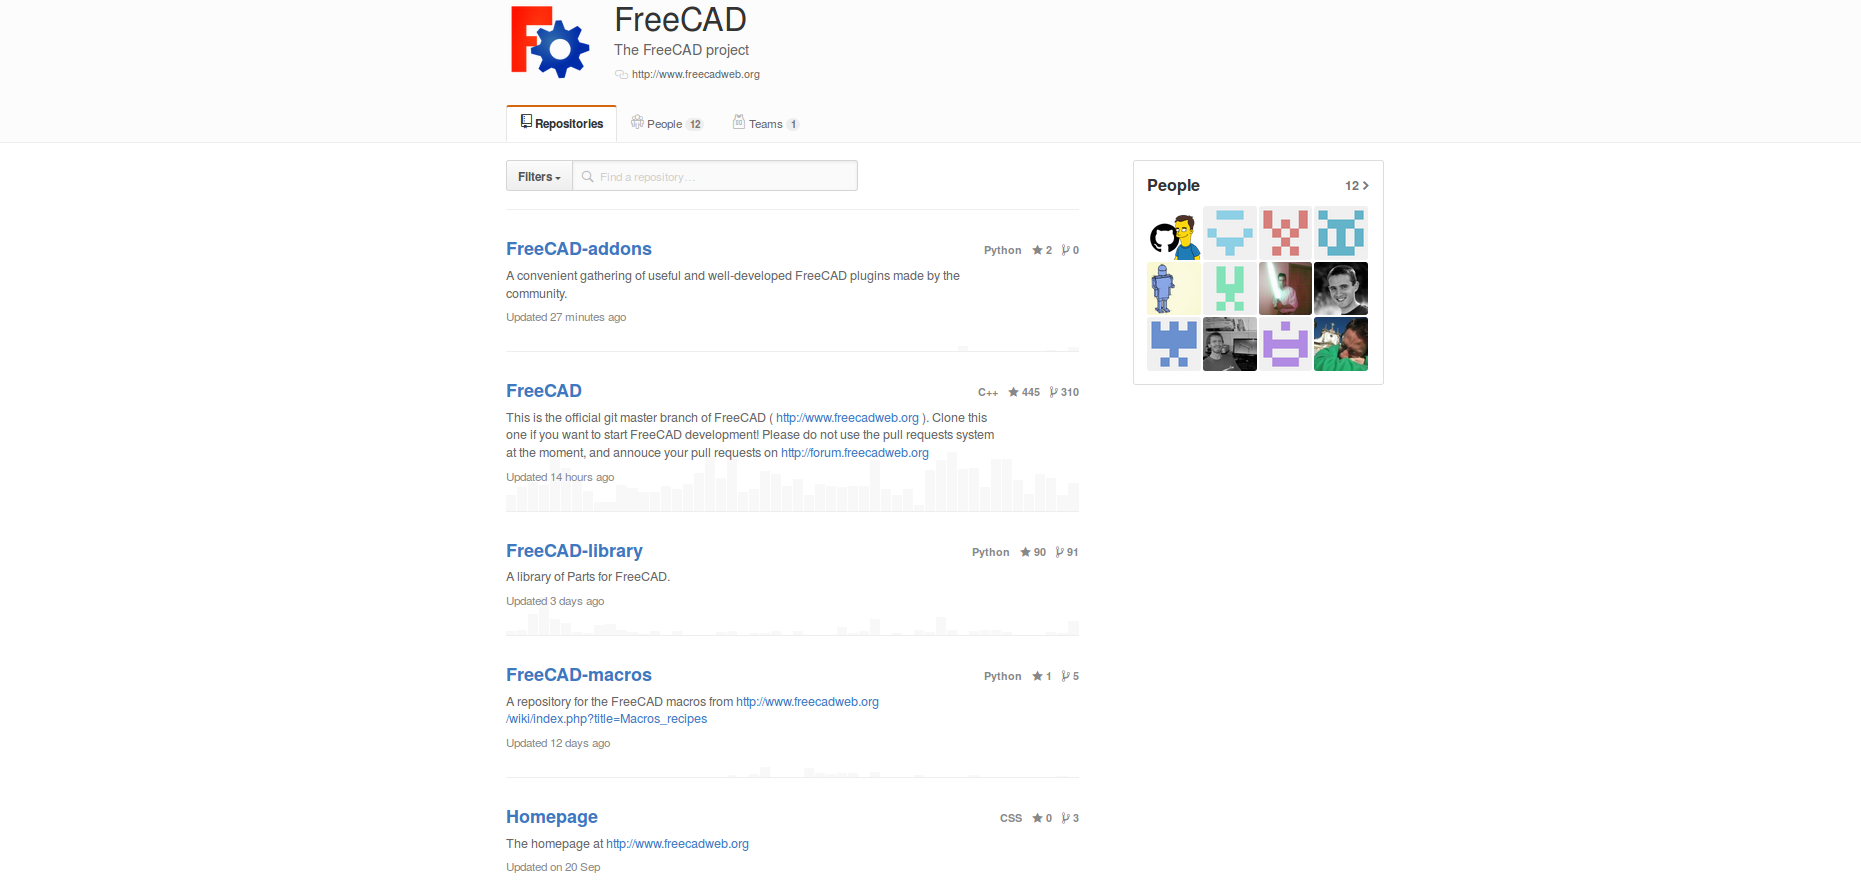 FreeCAD
The FreeCAD project
http://www.freecadweb.org
Repositories People 12 Teams 1
Filters Find a repository...
People 12
FreeCAD-addons Python 2 0
A convenient gathering of useful and well-developed FreeCAD plugins made by the
community.
Updated 27 minutes ago
FreeCAD C++ 445 310
This is the official git master branch of FreeCAD ( http://www.freecadweb.org ). Clone this
one if you want to start FreeCAD development! Please do not use the pull requests system
at the moment, and annouce your pull requests on http://forum.freecadweb.org
Updated 14 hours ago
FreeCAD-library Python 90 91
A library of Parts for FreeCAD.
Updated 3 days ago
FreeCAD-macros Python 1 5
A repository for the FreeCAD macros from http://www.freecadweb.org
/wiki/index.php?title=Macros_recipes
Updated 12 days ago
Homepage CSS 0 3
The homepage at http://www.freecadweb.org
Updated on 20 Sep